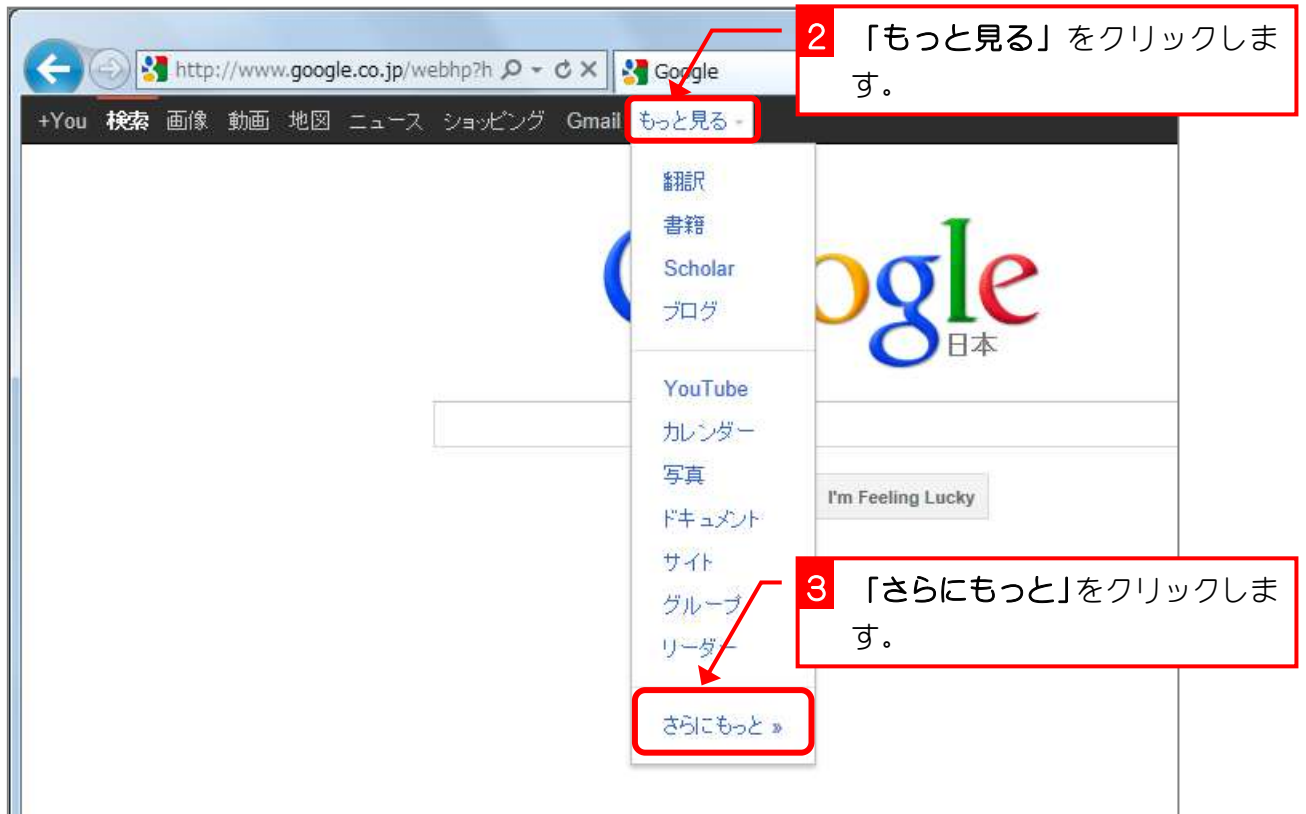 2 「もっと見る」をクリックしま
す。
http://www.google.co.jp/webhp?h
Google
+You 検索 画像 動画 地図 ニュース ショッピング Gmail もっと見る
翻訳
書籍
Scholar
ブログ
ogle
日本
YouTube
カレンダー
写真
I'm Feeling Lucky
ドキュメント
サイト
グループ
リーダー
3 「さらにもっと」をクリックしま
す。
さらにもっと »